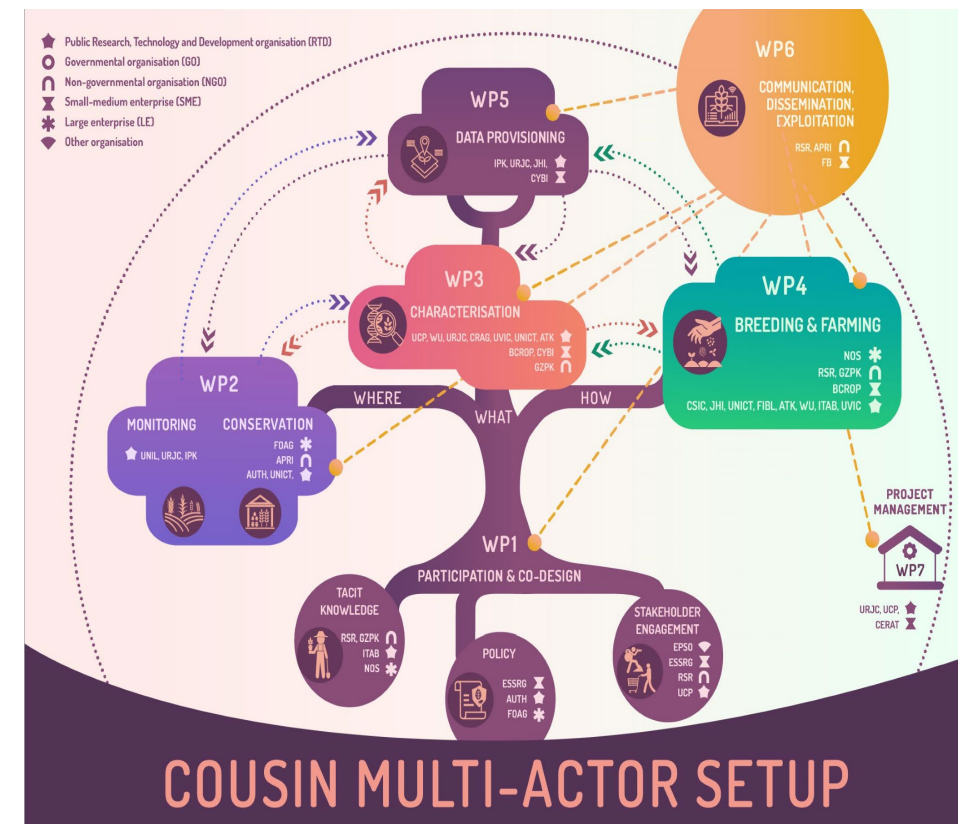 Public Research, Technology and Development organisation (RTD)
Governmental organisation (GO)
Non-governmental organisation (NGO)
Small-medium enterprise (SME)
Large enterprise (LE)
Other organisation
WP6
COMMUNICATION,
DISSEMINATION,
EXPLOITATION
RSR, APRI
FB
WP5
DATA PROVISIONING
IPK, URJC, JHI,
CYBI
WP3
CHARACTERISATION
UCP, WU, URJC, CRAG, UVIC, UNICT, ATK
BCROP, CYBI
GZPK
WP4
BREEDING & FARMING
NOS
RSR, GZPK
BCROP
CSIC, JHI, UNICT, FIBL, ATK, WU, ITAB, UVIC
WP2
MONITORING
UNIL, URJC, IPK
CONSERVATION
FOAG
APRI
AUTH, UNICT,
WHERE
WHAT
HOW
PROJECT
MANAGEMENT
WP7
URJC, UCP,
CERAT
WP1
PARTICIPATION & CO-DESIGN
TACIT
KNOWLEDGE
RSR, GZPK
ITAB
NOS
POLICY
ESSRG
AUTH
FOAG
STAKEHOLDER
ENGAGEMENT
EPSO
ESSRG
RSR
UCP
COUSIN MULTI-ACTOR SETUP